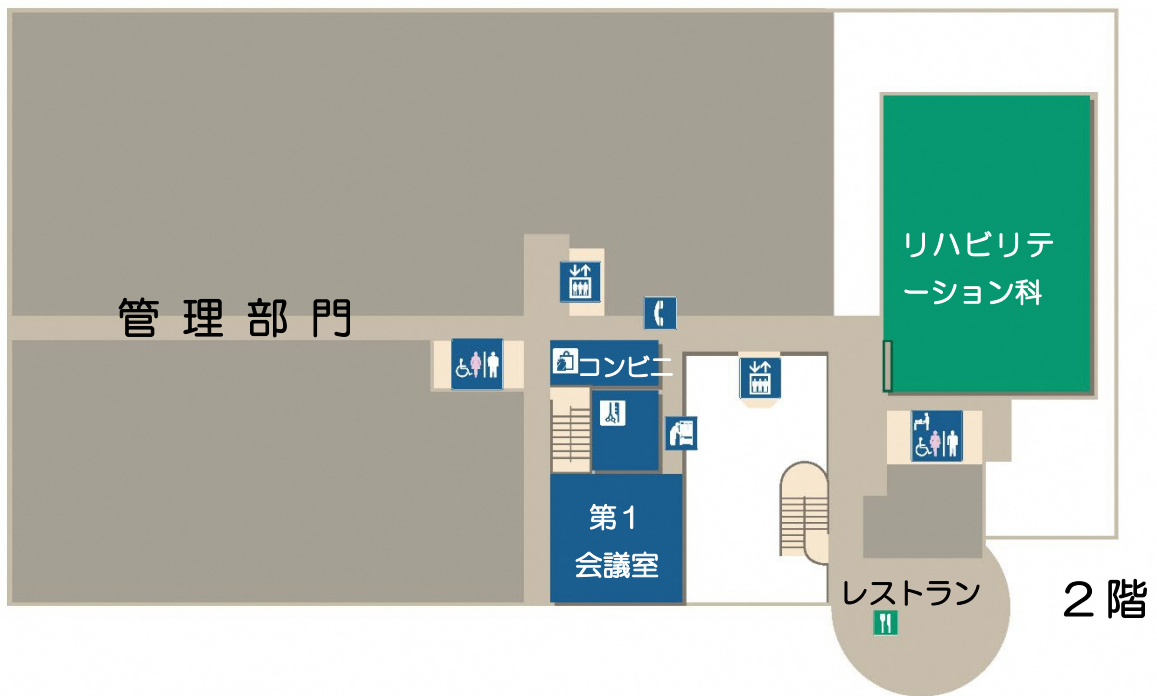 リハビリテ
ーション科
管理部門
コンビニ
第1
会議室
レストラン
2階